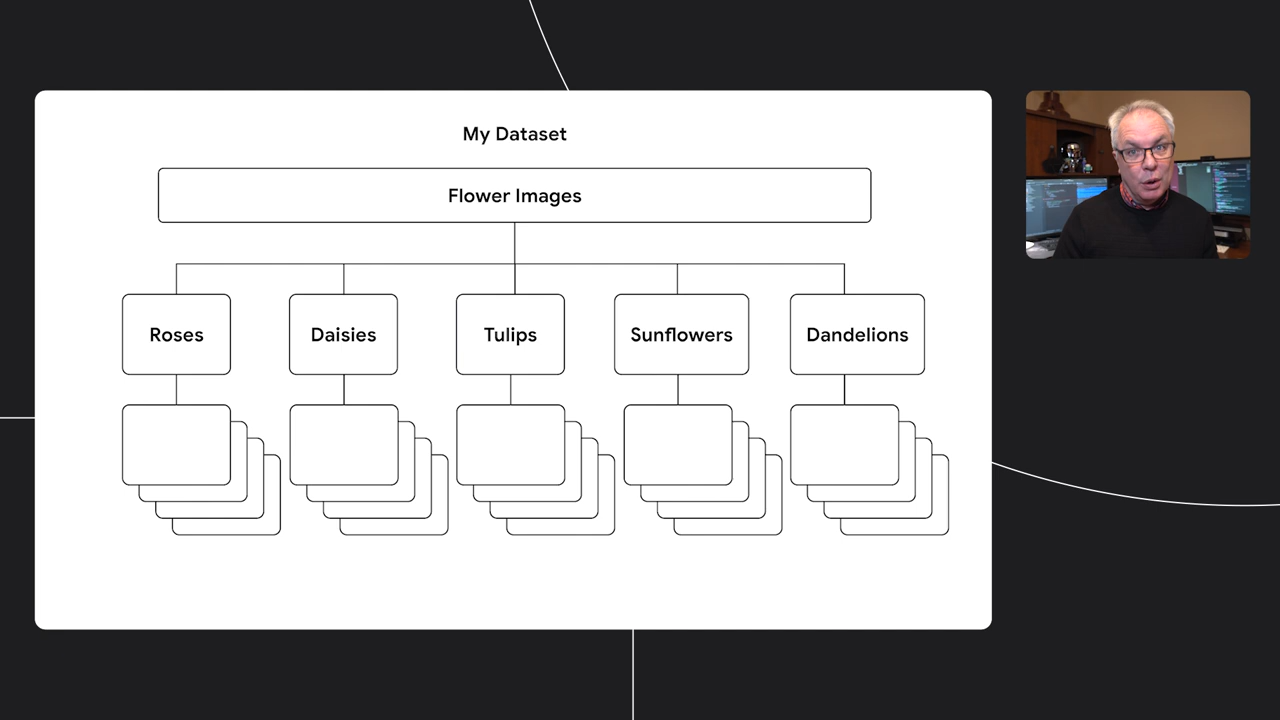 My Dataset
Flower Images
Roses
Daisies
Tulips
Sunflowers
Dandelions